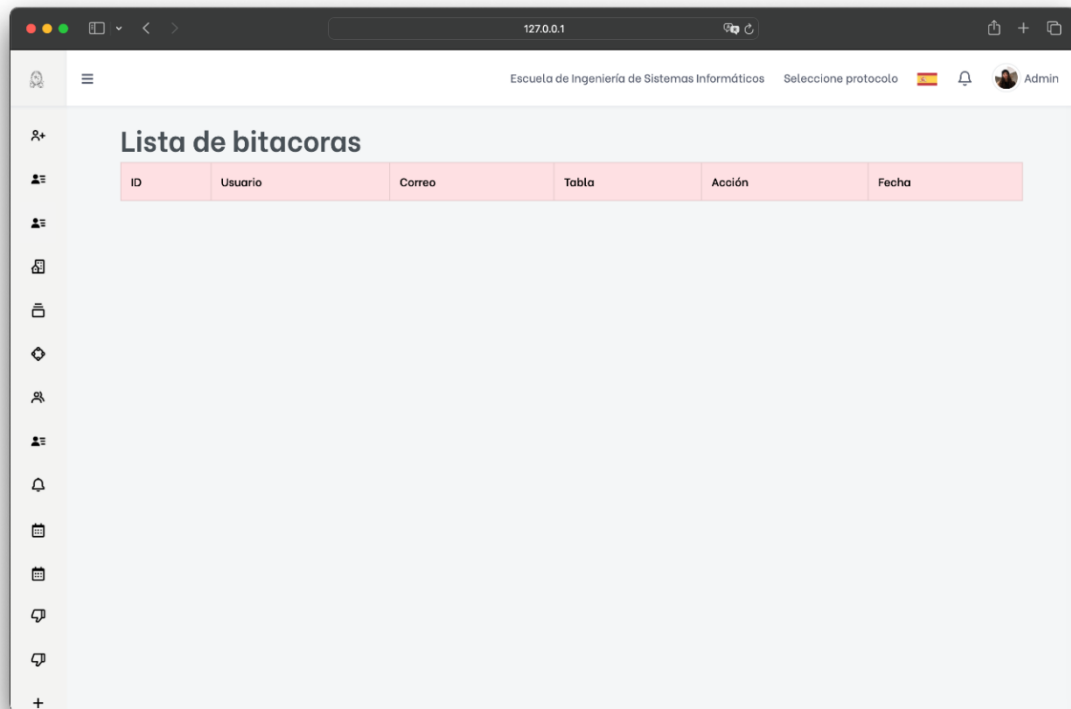 127.0.0.1
Escuela de Ingeniería de Sistemas Informáticos Seleccione protocolo Admin
Lista de bitacoras
ID Usuario Correo Tabla Acción Fecha